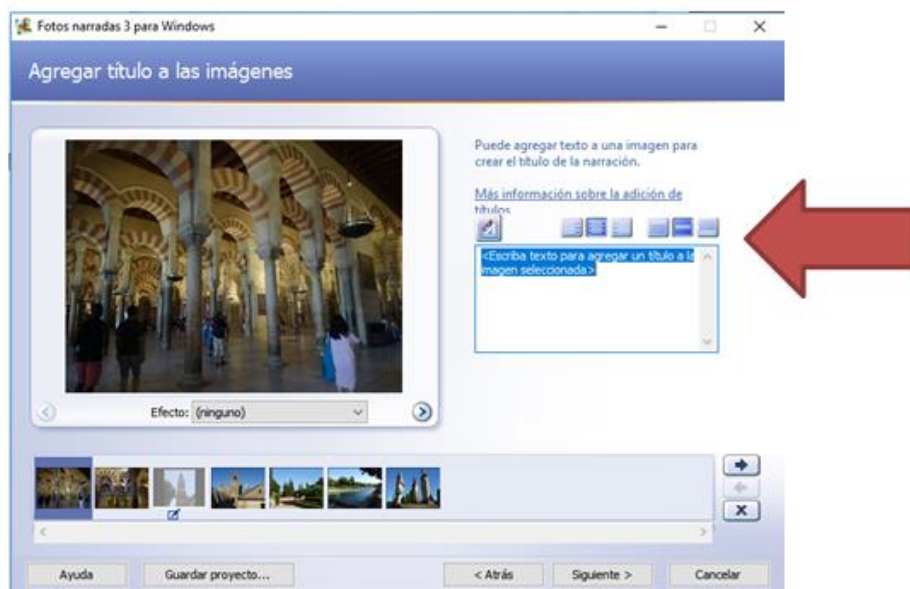 Fotos narradas 3 para Windows
Agregar título a las imágenes
Puede agregar texto a una imagen para
crear el título de la narración.
Más información sobre la adición de
títulos
<Escriba texto para agregar un título a la
magen seleccionada>
Efecto: (ninguno)
Ayuda
Guardar proyecto...
< Atrás
Siguiente >
Cancelar